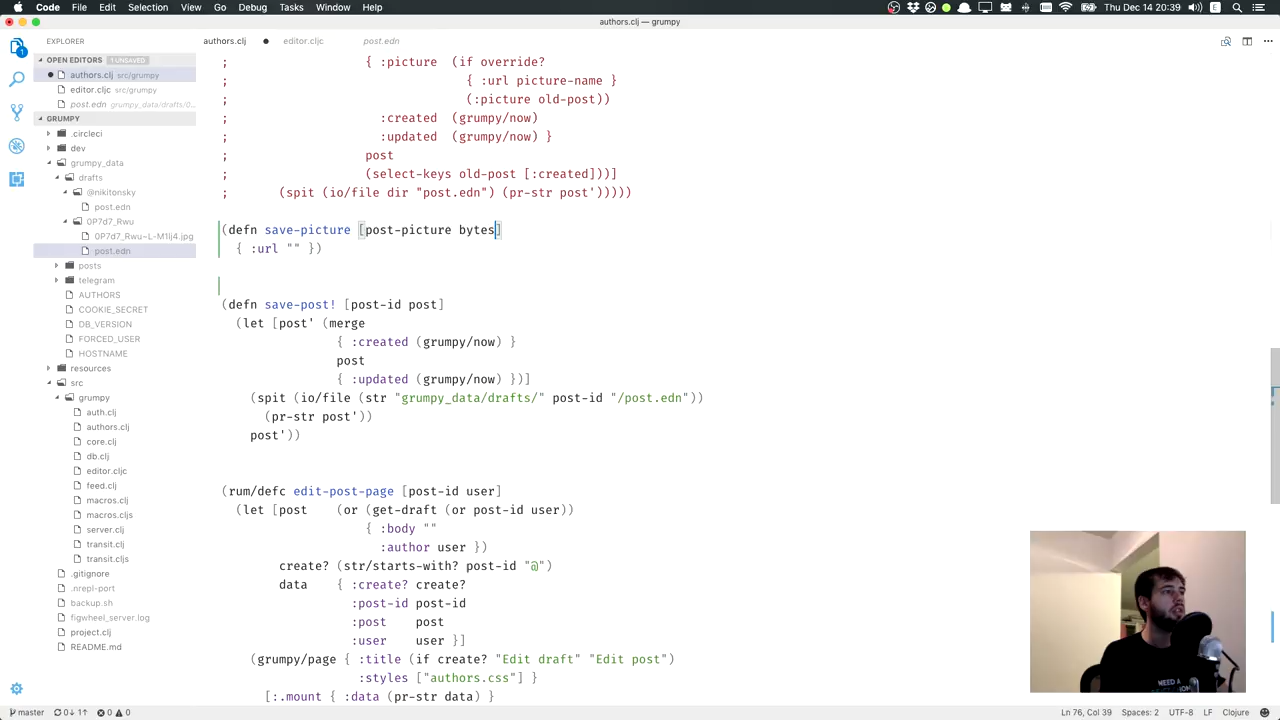 Code File Edit Selection View Go Debug Tasks Window Help
Thu Dec 14 20:39
authors.clj — grumpy
EXPLORER
OPEN EDITORS 1 UNSAVED
authors.clj src/grumpy
editor.cljc src/grumpy
post.edn grumpy_data/drafts/0...
GRUMPY
.circleci
dev
grumpy_data
drafts
@nikitonsky
post.edn
0P7d7_Rwu
0P7d7_Rwu~L-M1Ij4.jpg
post.edn
posts
telegram
AUTHORS
COOKIE_SECRET
DB_VERSION
FORCED_USER
HOSTNAME
resources
src
grumpy
auth.clj
authors.clj
core.clj
db.clj
editor.cljc
feed.clj
macros.clj
macros.cljs
server.clj
transit.clj
transit.cljs
.gitignore
.nrepl-port
backup.sh
figwheel_server.log
project.clj
README.md
authors.clj editor.cljc post.edn
; { :picture (if override?
; { :url picture-name }
; (:picture old-post))
; :created (grumpy/now)
; :updated (grumpy/now) }
; post
; (select-keys old-post [:created]))]
; (spit (io/file dir "post.edn") (pr-str post')))))
(defn save-picture [post-picture bytes]
{ :url "" })
(defn save-post! [post-id post]
(let [post' (merge
{ :created (grumpy/now) }
post
{ :updated (grumpy/now) })]
(spit (io/file (str "grumpy_data/drafts/" post-id "/post.edn"))
(pr-str post'))
post'))
(rum/defc edit-post-page [post-id user]
(let [post (or (get-draft (or post-id user))
{ :body ""
:author user })
create? (str/starts-with? post-id "@")
data { :create? create?
:post-id post-id
:post post
:user user }]
(grumpy/page { :title (if create? "Edit draft" "Edit post")
:styles ["authors.css"] }
[:.mount { :data (pr-str data) }
NEED A
master 0↓ 1↑ 0 0
Ln 76, Col 39 Spaces: 2 UTF-8 LF Clojure